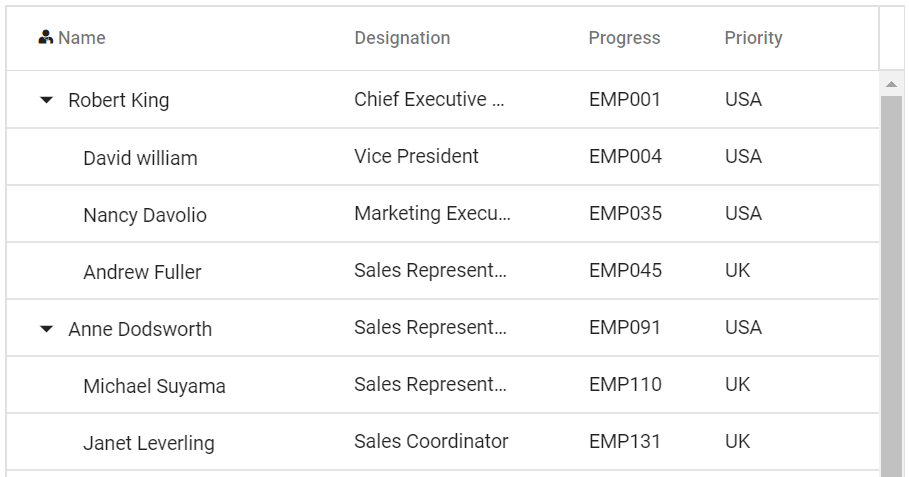 Name Designation Progress Priority
Robert King Chief Executive ... EMP001 USA
David william Vice President EMP004 USA
Nancy Davolio Marketing Execu... EMP035 USA
Andrew Fuller Sales Represent... EMP045 UK
Anne Dodsworth Sales Represent... EMP091 USA
Michael Suyama Sales Represent... EMP110 UK
Janet Leverling Sales Coordinator EMP131 UK